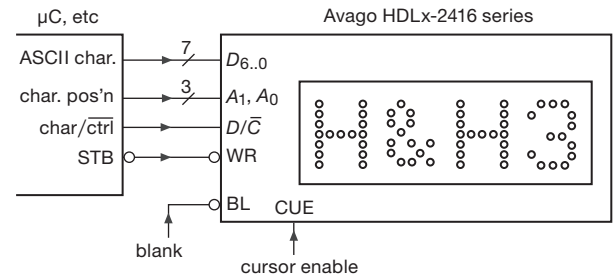 μC, etc
Avago HDLx-2416 series
ASCII char.
7
D6..0
char. pos'n
3
A1, A0
char/c̅t̅r̅l̅
D/C̅
STB
WR
H&H3
BL
CUE
blank
cursor enable